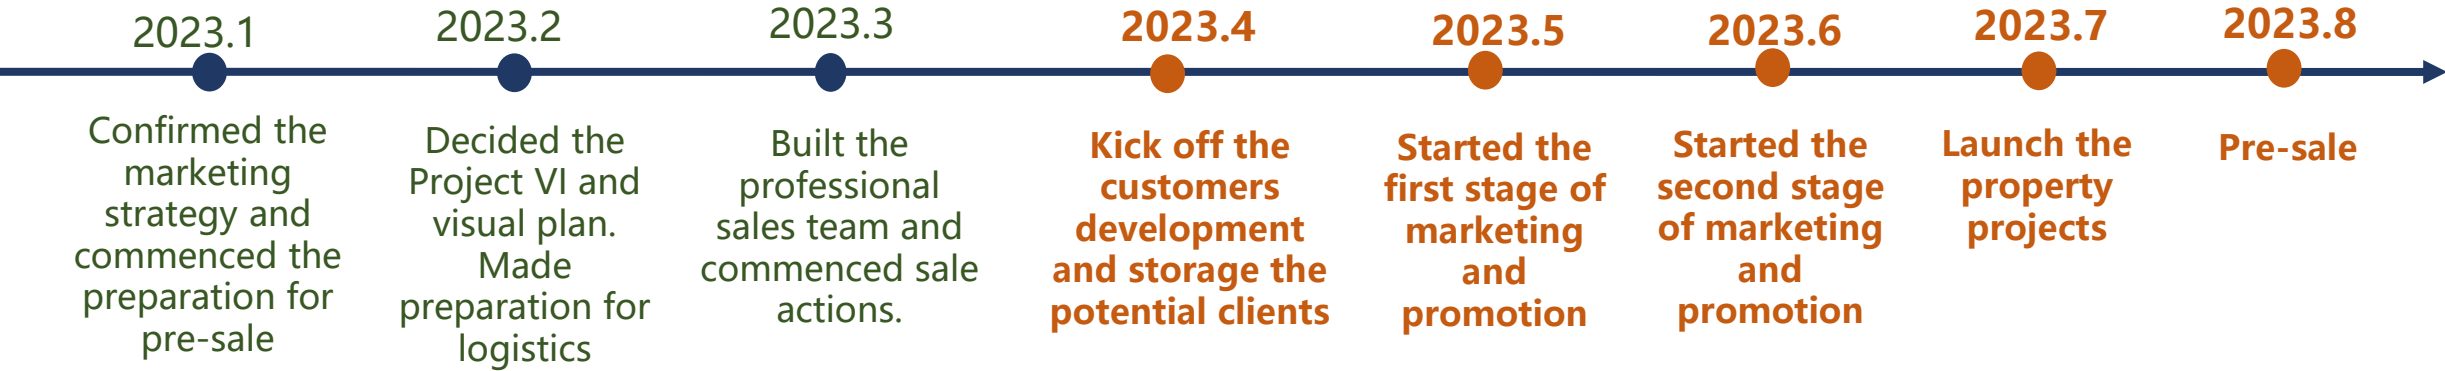 2023.1
Confirmed the
marketing
strategy and
commenced the
preparation for
pre-sale
2023.2
Decided the
Project VI and
visual plan.
Made
preparation for
logistics
2023.3
Built the
professional
sales team and
commenced sale
actions.
2023.4
Kick off the
customers
development
and storage the
potential clients
2023.5
Started the
first stage of
marketing
and
promotion
2023.6
Started the
second stage
of marketing
and
promotion
2023.7
Launch the
property
projects
2023.8
Pre-sale